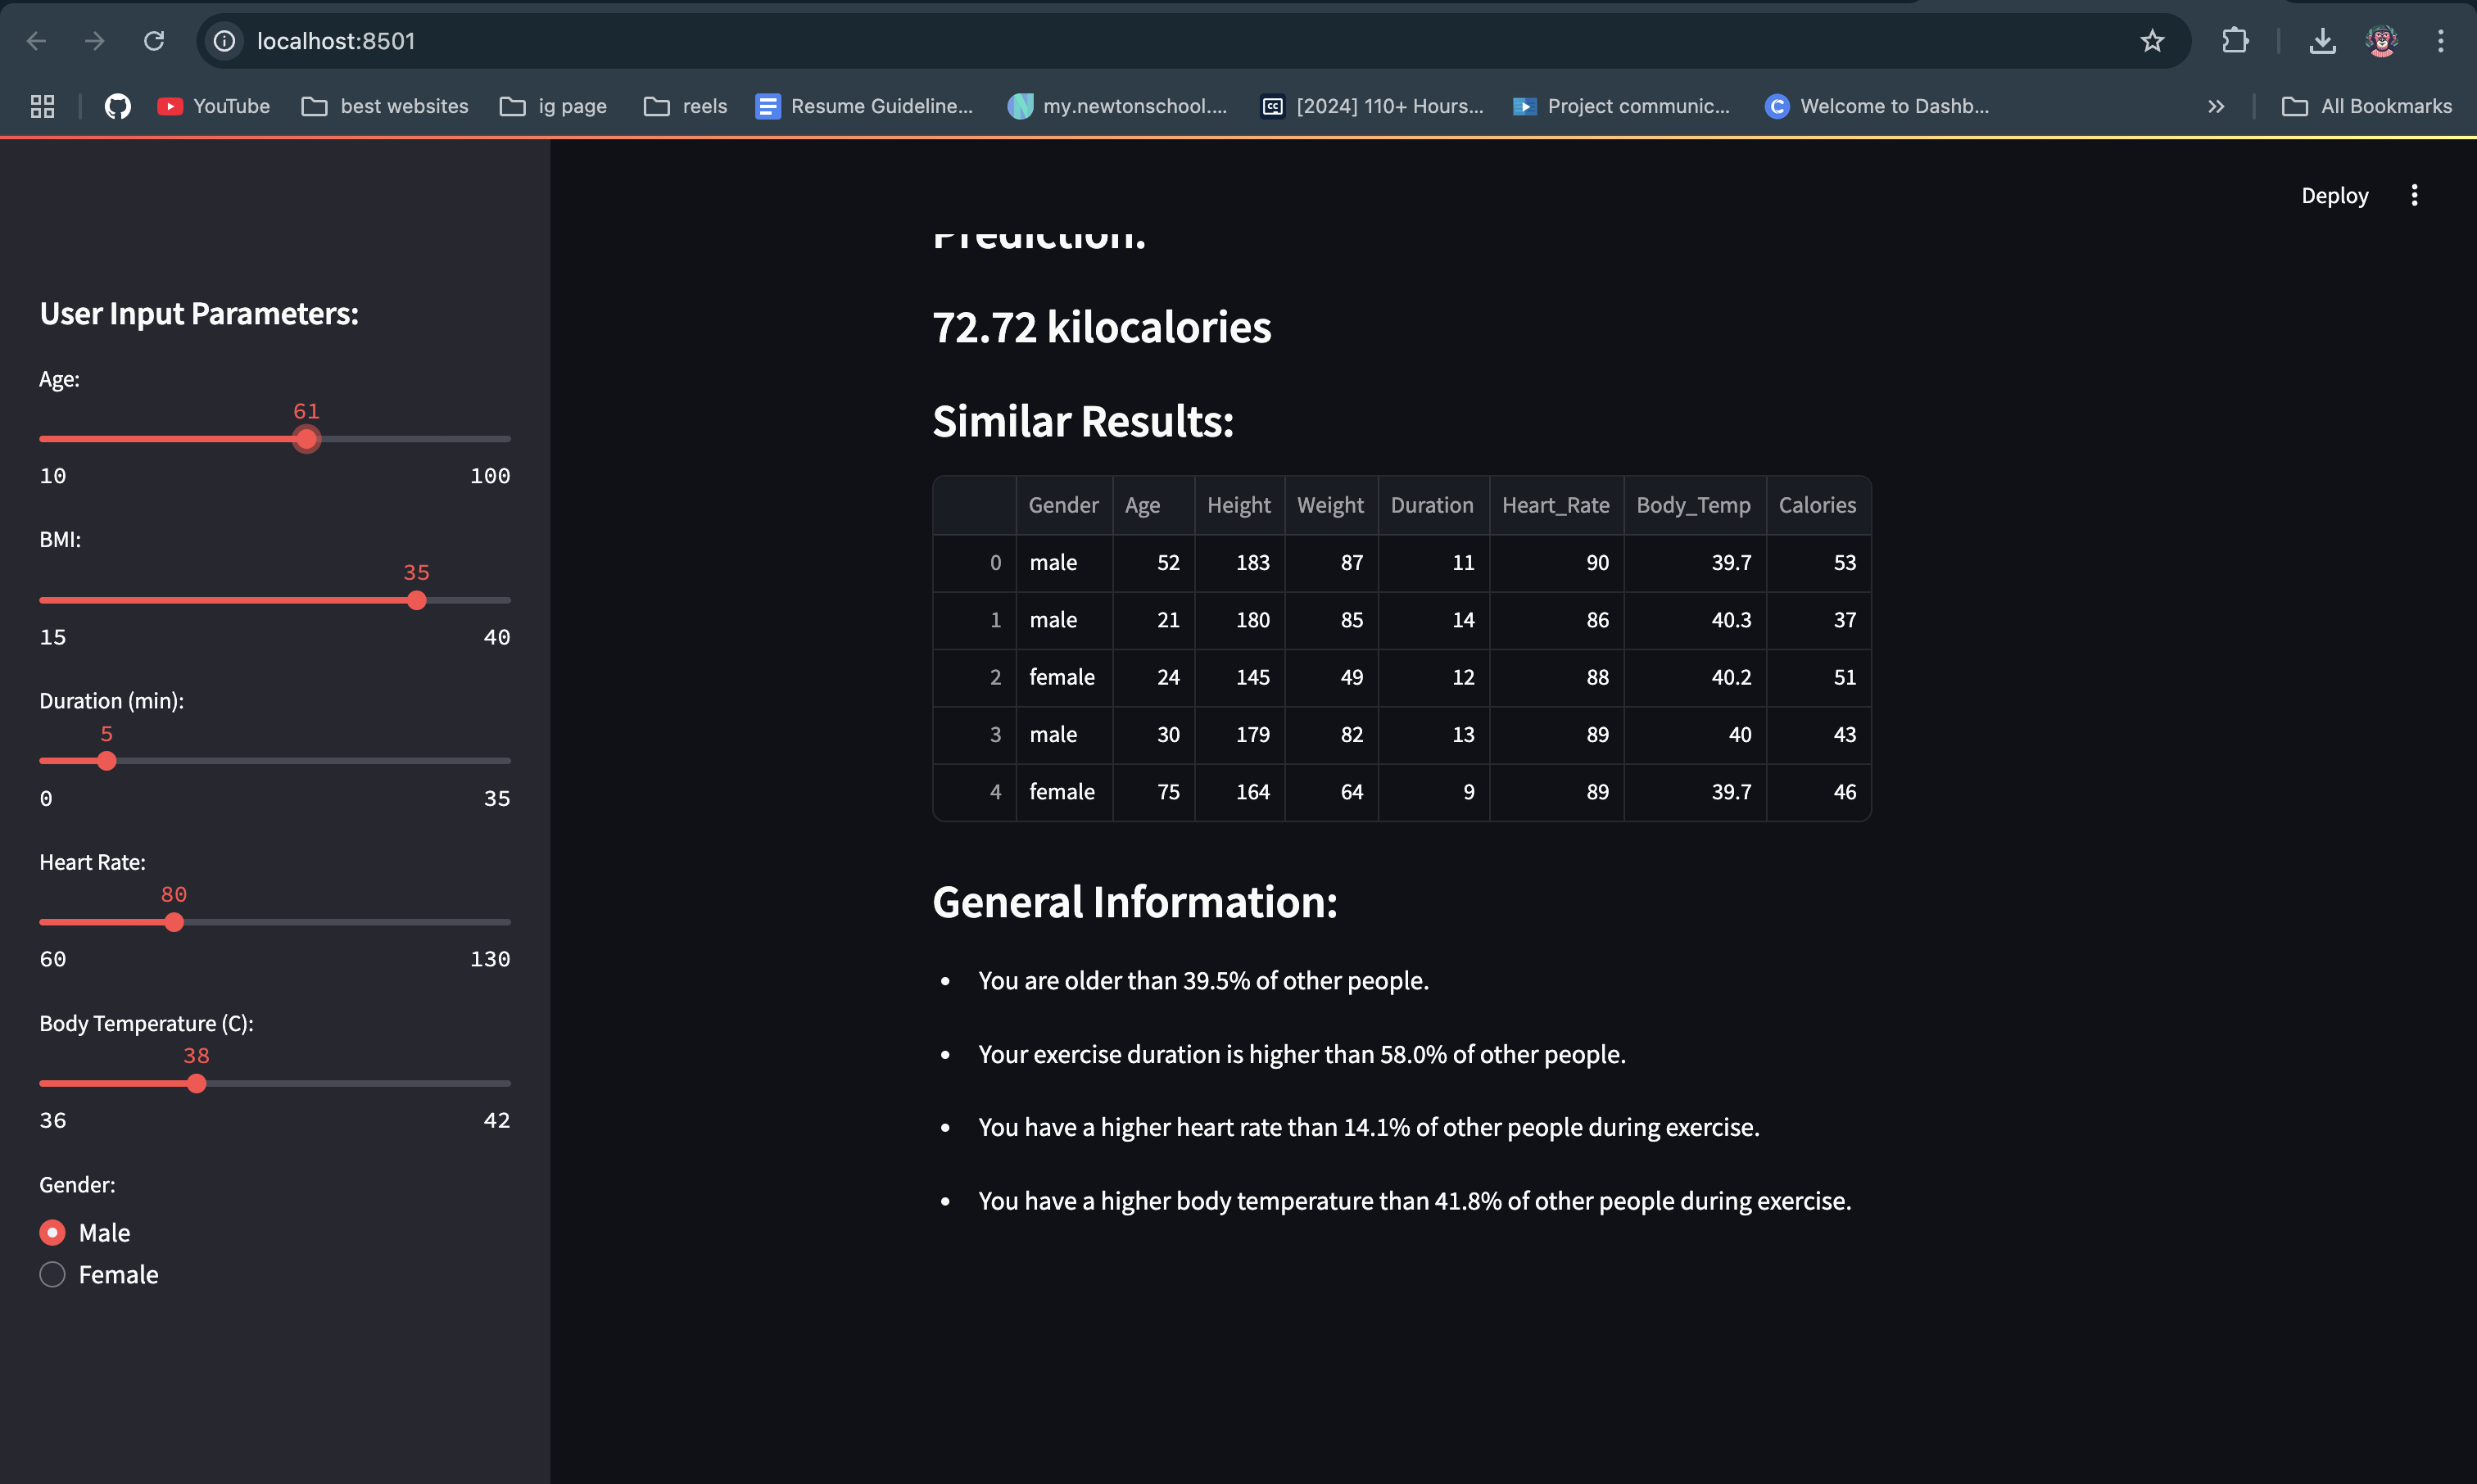 localhost:8501
YouTube best websites ig page reels Resume Guideline... my.newtonschool.... [2024] 110+ Hours... Project communic... Welcome to Dashb... » All Bookmarks
Deploy
User Input Parameters:
Age:
61
10 100
BMI:
35
15 40
Duration (min):
5
0 35
Heart Rate:
80
60 130
Body Temperature (C):
38
36 42
Gender:
Male
Female
Prediction:
72.72 kilocalories
Similar Results:
Gender Age Height Weight Duration Heart_Rate Body_Temp Calories
0 male 52 183 87 11 90 39.7 53
1 male 21 180 85 14 86 40.3 37
2 female 24 145 49 12 88 40.2 51
3 male 30 179 82 13 89 40 43
4 female 75 164 64 9 89 39.7 46
General Information:
• You are older than 39.5% of other people.
• Your exercise duration is higher than 58.0% of other people.
• You have a higher heart rate than 14.1% of other people during exercise.
• You have a higher body temperature than 41.8% of other people during exercise.